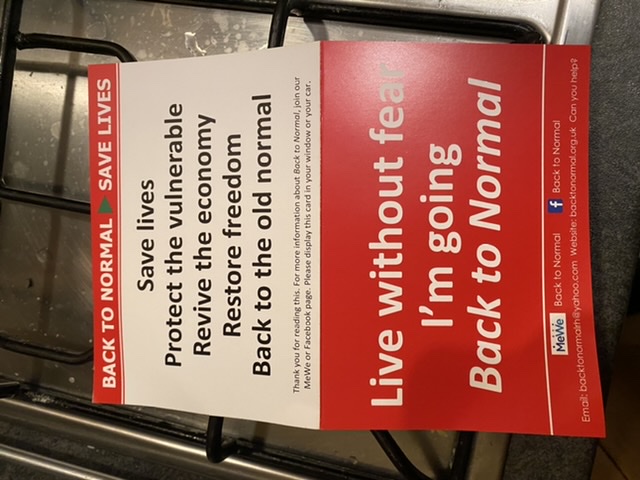 BACK TO NORMAL ▶ SAVE LIVES
Save lives
Protect the vulnerable
Revive the economy
Restore freedom
Back to the old normal
Thank you for reading this. For more information about Back to Normal, join our
MeWe or Facebook page. Please display this card in your window or your car.
Live without fear
I'm going
Back to Normal
MeWe Back to Normal f Back to Normal
Email: backtonormalm@yahoo.com Website: backtonormal.org.uk Can you help?